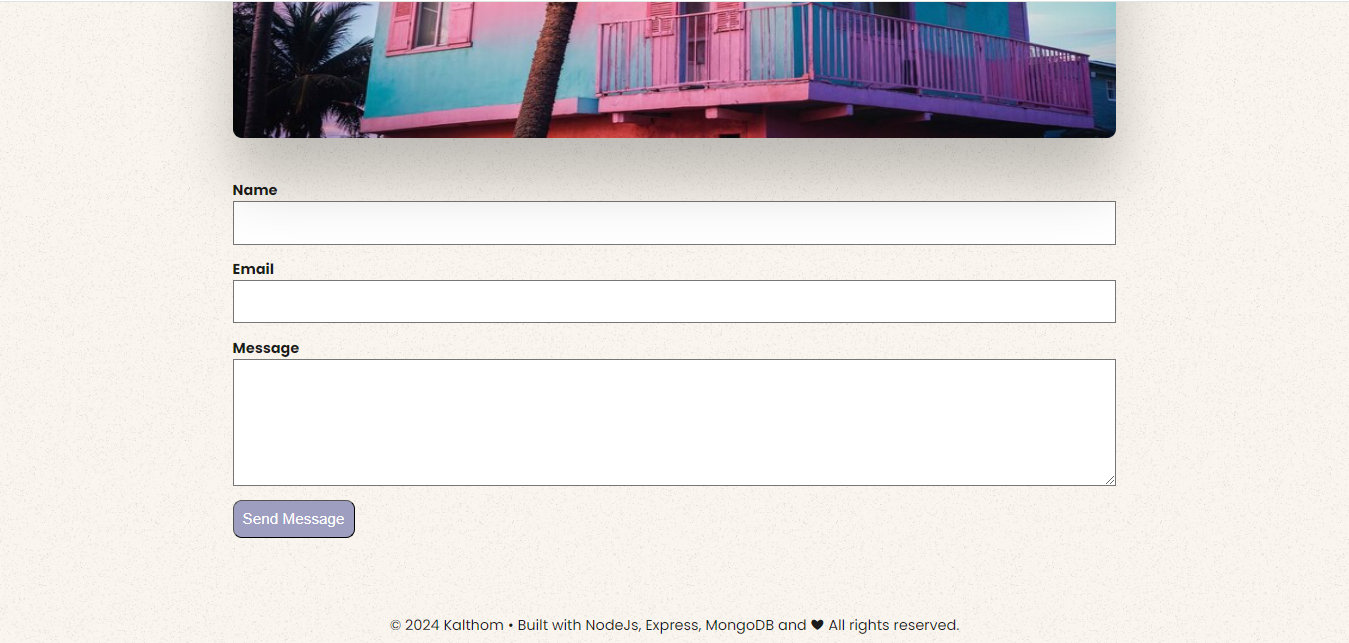 Name
Email
Message
Send Message
© 2024 Kalthom • Built with NodeJs, Express, MongoDB and ♥ All rights reserved.